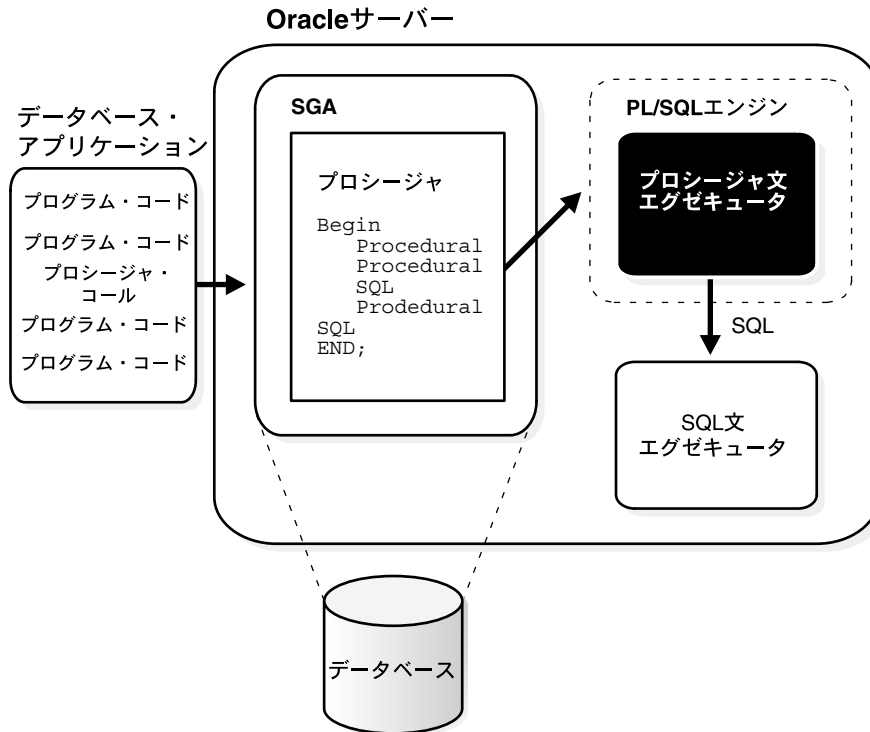 Oracleサーバー
データベース・
アプリケーション
プログラム・コード
プログラム・コード
プロシージャ・
コール
プログラム・コード
プログラム・コード
SGA
プロシージャ
Begin
Procedural
Procedural
SQL
Prodedural
SQL
END;
PL/SQLエンジン
プロシージャ文
エグゼキュータ
SQL
SQL文
エグゼキュータ
データベース